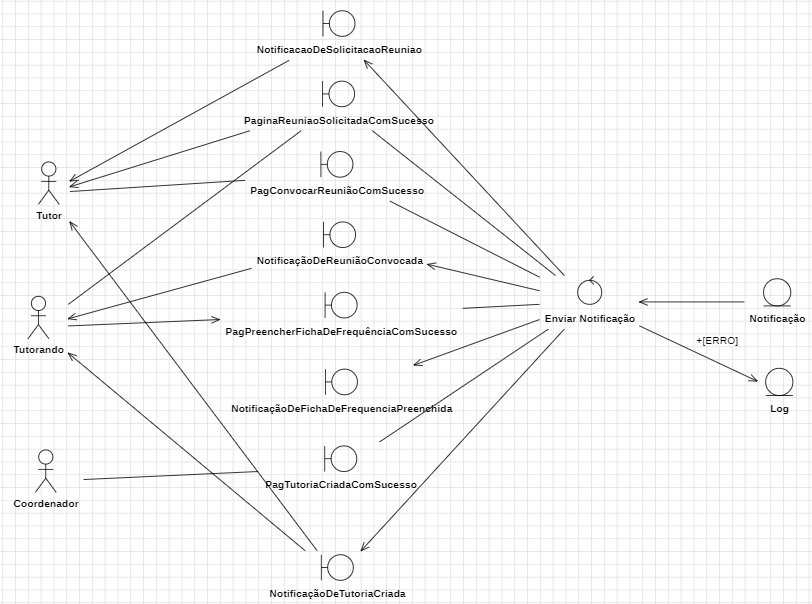 NotificacaoDeSolicitacaoReuniao
PaginaReuniaoSolicitadaComSucesso
PagConvocarReuniãoComSucesso
Tutor
NotificaçãoDeReuniãoConvocada
Enviar Notificação
Notificação
PagPreencherFichaDeFrequênciaComSucesso
+[ERRO]
Tutorando
NotificaçãoDeFichaDeFrequenciaPreenchida
Log
PagTutoriaCriadaComSucesso
Coordenador
NotificaçãoDeTutoriaCriada